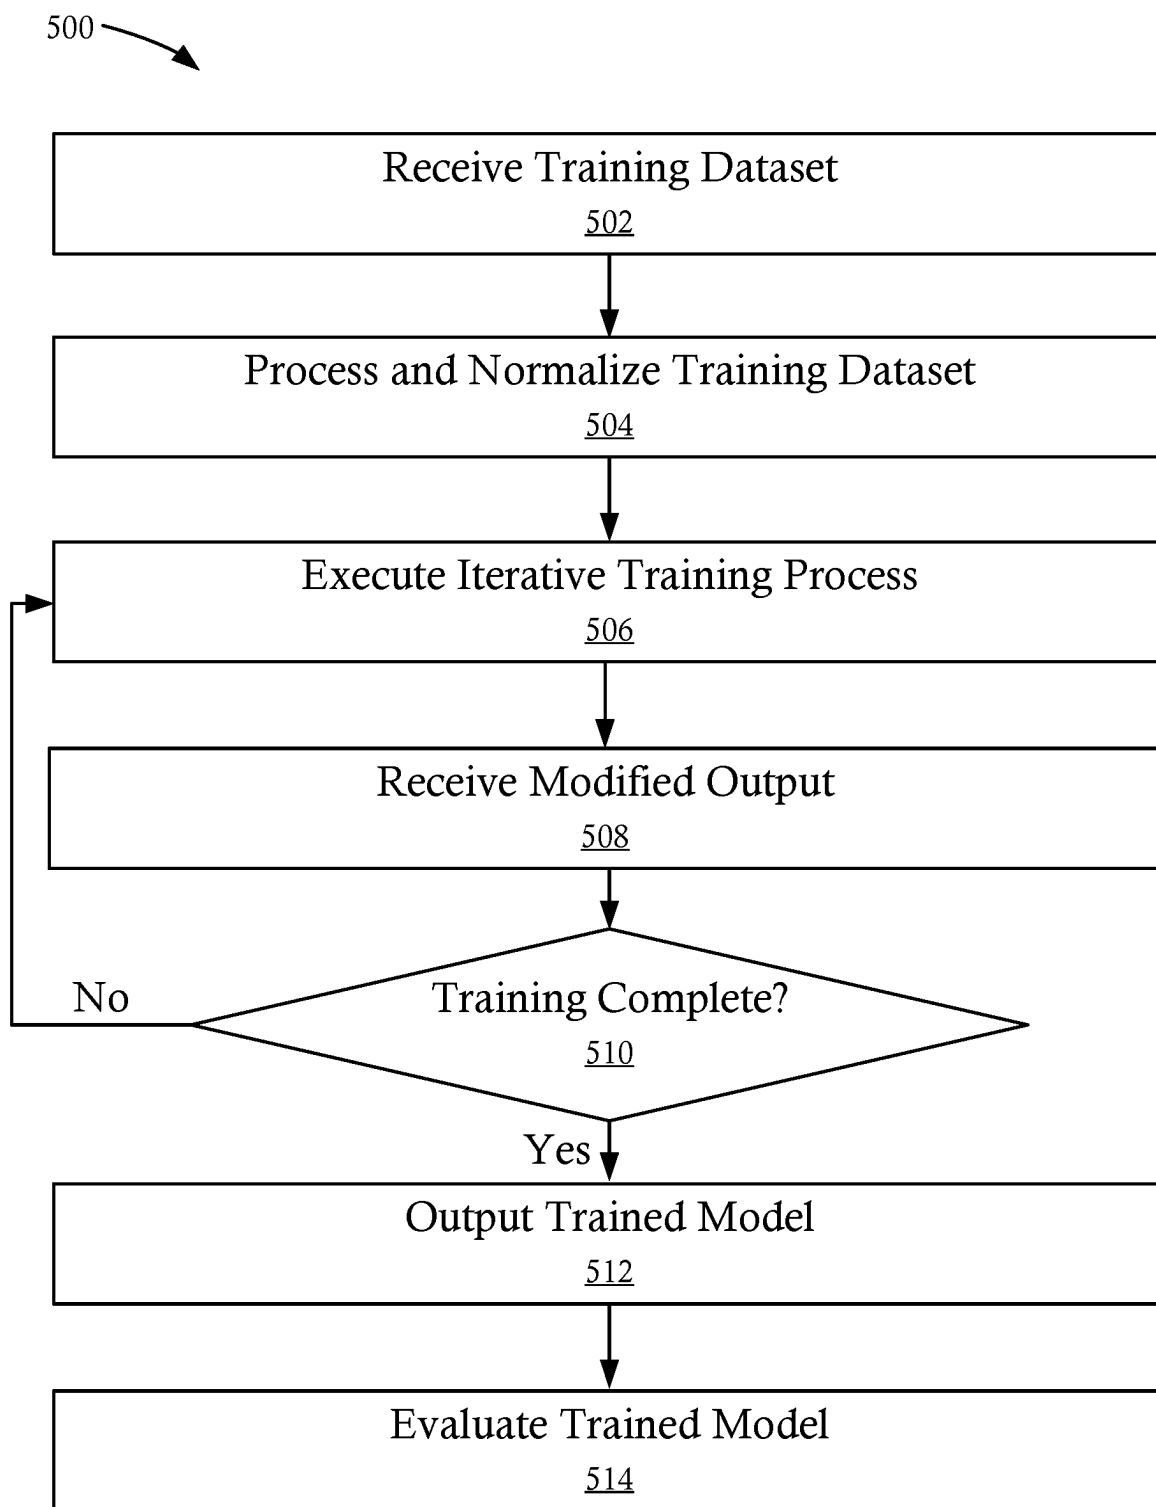 500
Receive Training Dataset
502
Process and Normalize Training Dataset
504
Execute Iterative Training Process
506
Receive Modified Output
508
No
Training Complete?
510
Yes
Output Trained Model
512
Evaluate Trained Model
514